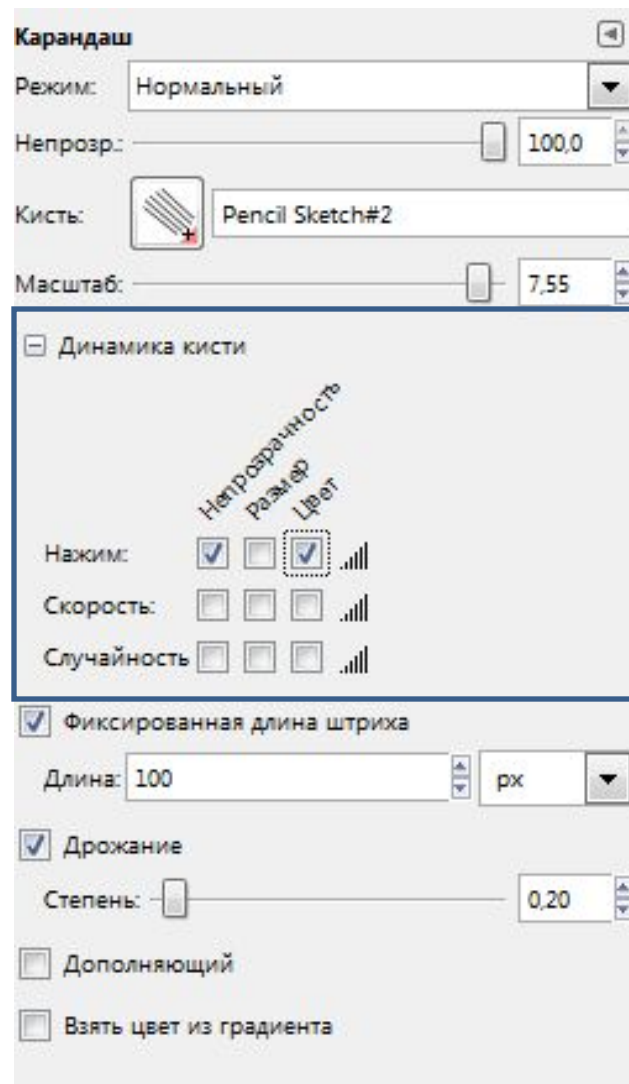 Карандаш
Режим: Нормальный
Непрозр.: 100,0
Кисть: Pencil Sketch#2
Масштаб: 7,55
Динамика кисти
Непрозрачность Размер Цвет
Нажим:
Скорость:
Случайность
Фиксированная длина штриха
Длина: 100 px
Дрожание
Степень: 0,20
Дополняющий
Взять цвет из градиента